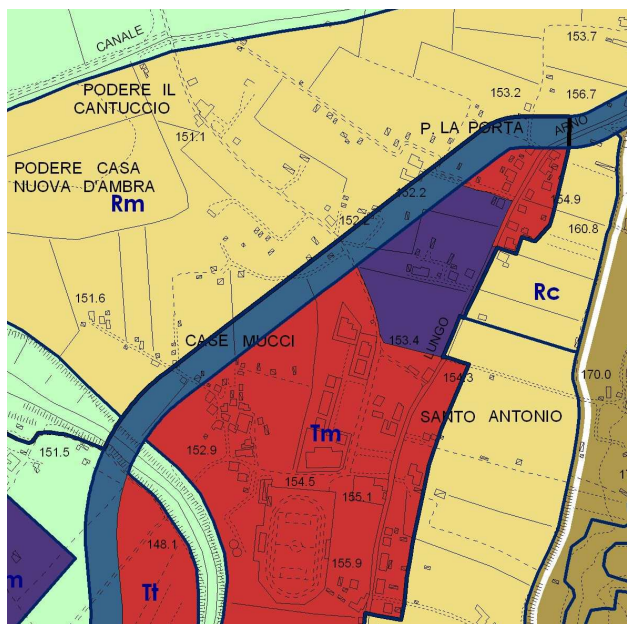 153.7
CANALE
PODERE IL
CANTUCCIO
153.2
156.7
151.1
P. LA PORTA
ARNO
PODERE CASA
NUOVA D'AMBRA
Rm
152.2
154.9
152.2
160.8
Rc
151.6
CASE MUCCI
153.4
LUNGO
154.3
170.0
SANTO ANTONIO
Tm
152.9
151.5
154.5
155.1
148.1
155.9
m
Tt